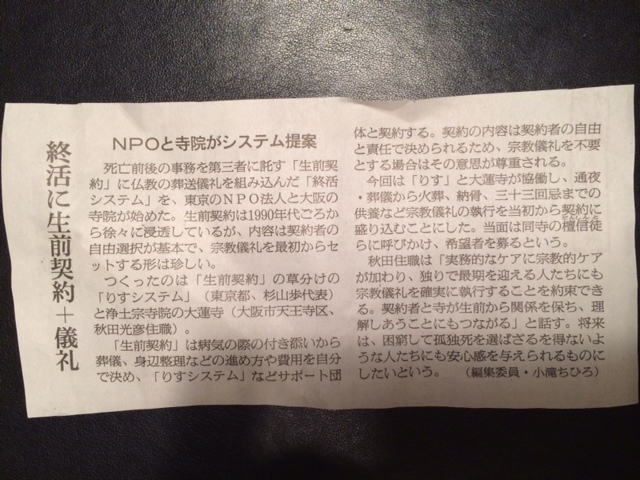 終活に生前契約＋儀礼
ＮＰＯと寺院がシステム提案
死亡前後の事務を第三者に託す「生前契
約」に仏教の葬送儀礼を組み込んだ「終活
システム」を、東京のＮＰＯ法人と大阪の
寺院が始めた。生前契約は1990年代ごろか
ら徐々に浸透しているが、内容は契約者の
自由選択が基本で、宗教儀礼を最初からセ
ットする形は珍しい。
つくったのは「生前契約」の草分けの
「りすシステム」（東京都、杉山歩代表）
と浄土宗寺院の大蓮寺（大阪市天王寺区、
秋田光彦住職）。
「生前契約」は病気の際の付き添いから
葬儀、身辺整理などの進め方や費用を自分
で決め、「りすシステム」などサポート団
体と契約する。契約の内容は契約者の自由
と責任で決められるため、宗教儀礼を不要
とする場合はその意思が尊重される。
今回は「りす」と大蓮寺が協働し、通夜
・葬儀から火葬、納骨、三十三回忌までの
供養など宗教儀礼の執行を当初から契約に
盛り込むことにした。当面は同寺の檀信徒
らに呼びかけ、希望者を募るという。
秋田住職は「実務的なケアに宗教的ケア
が加わり、独りで最期を迎える人たちにも
宗教儀礼を確実に執行することを約束でき
る。契約者と寺が生前から関係を保ち、理
解しあうことにもつながる」と話す。将来
は、困窮して孤独死を選ばざるを得ないよ
うな人たちにも安心感を与えられるものに
したいという。（編集委員・小滝ちひろ）